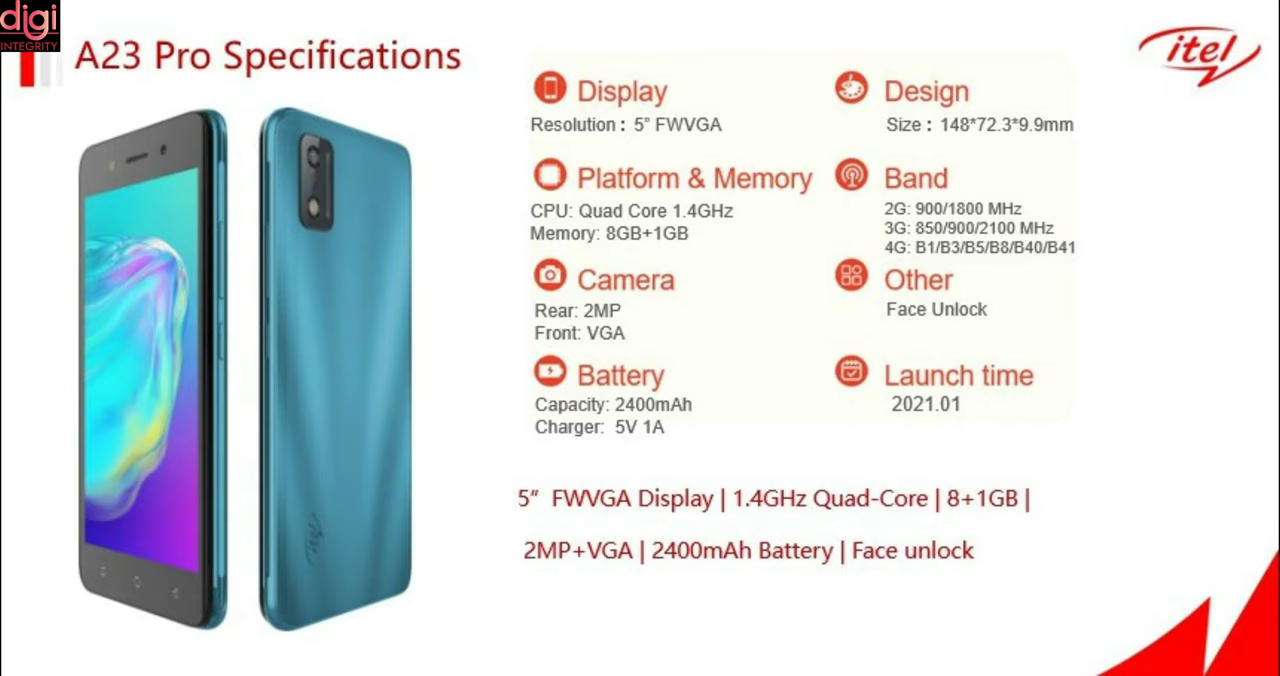 digi
INTEGRITY
A23 Pro Specifications
itel
Display
Resolution : 5” FWVGA
Design
Size : 148*72.3*9.9mm
Platform & Memory
CPU: Quad Core 1.4GHz
Memory: 8GB+1GB
Band
2G: 900/1800 MHz
3G: 850/900/2100 MHz
4G: B1/B3/B5/B8/B40/B41
Camera
Rear: 2MP
Front: VGA
Other
Face Unlock
Battery
Capacity: 2400mAh
Charger: 5V 1A
Launch time
2021.01
itel
5” FWVGA Display | 1.4GHz Quad-Core | 8+1GB |
2MP+VGA | 2400mAh Battery | Face unlock